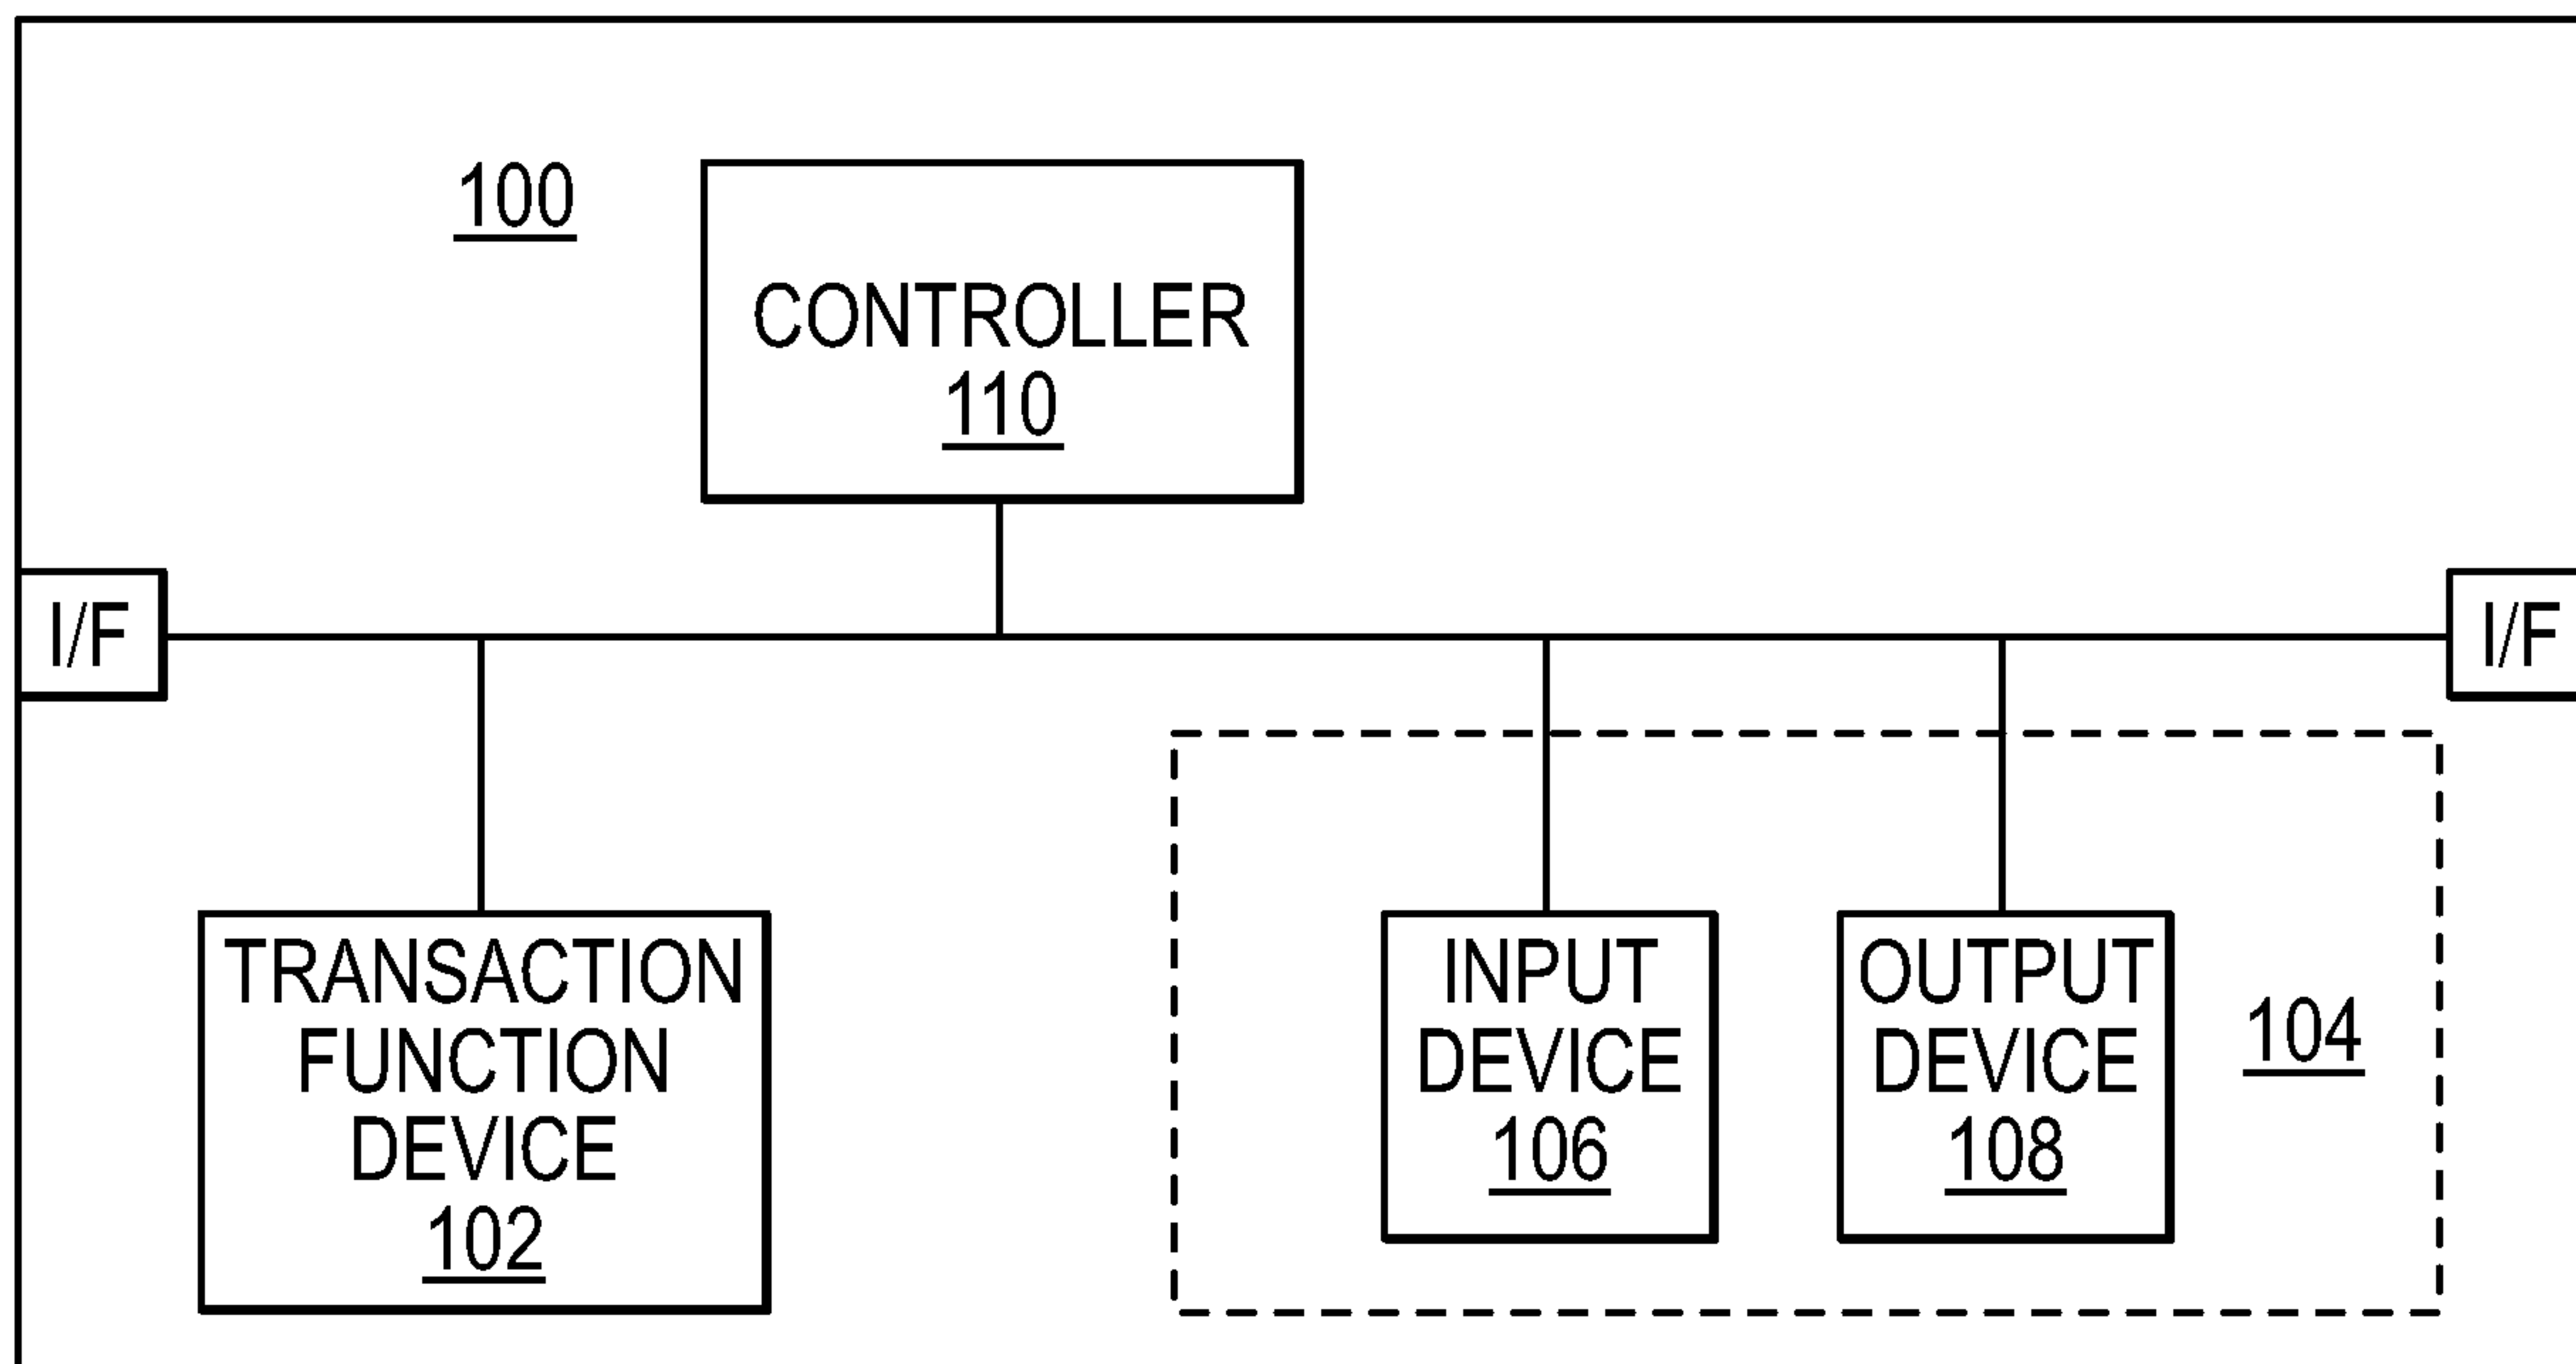 100
CONTROLLER
110
I/F
I/F
TRANSACTION
FUNCTION
DEVICE
102
INPUT
DEVICE
106
OUTPUT
DEVICE
108
104